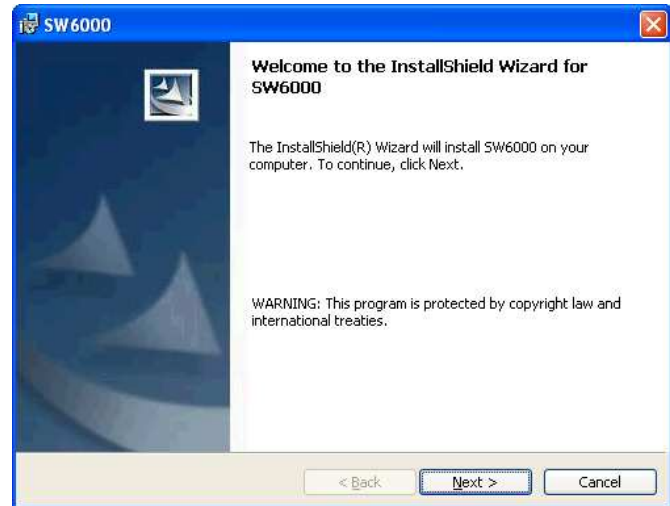 SW6000
Welcome to the InstallShield Wizard for
SW6000
The InstallShield(R) Wizard will install SW6000 on your
computer. To continue, click Next.
WARNING: This program is protected by copyright law and
international treaties.
< Back
Next >
Cancel